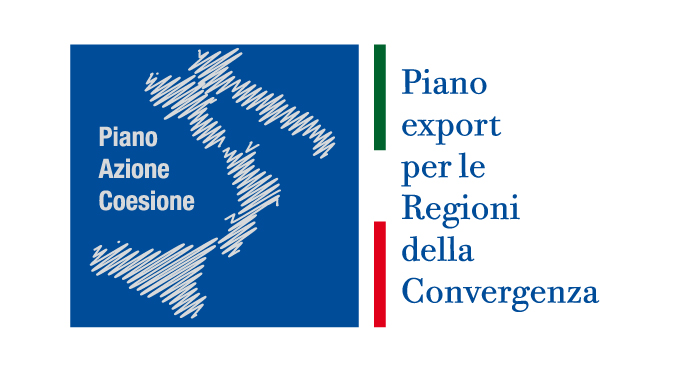 Piano
Azione
Coesione
Piano
export
per le
Regioni
della
Convergenza